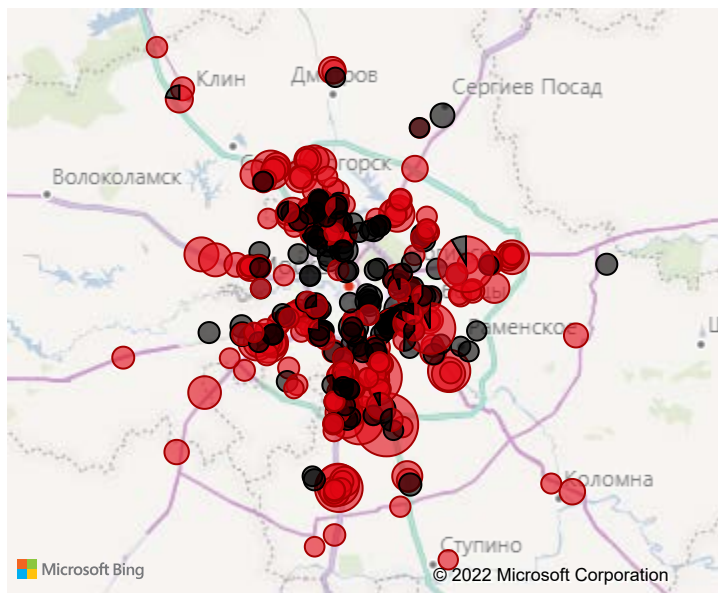 Клин
Дмитров
Сергиев Посад
Волоколамск
Раменское
Коломна
Ступино
Microsoft Bing
© 2022 Microsoft Corporation